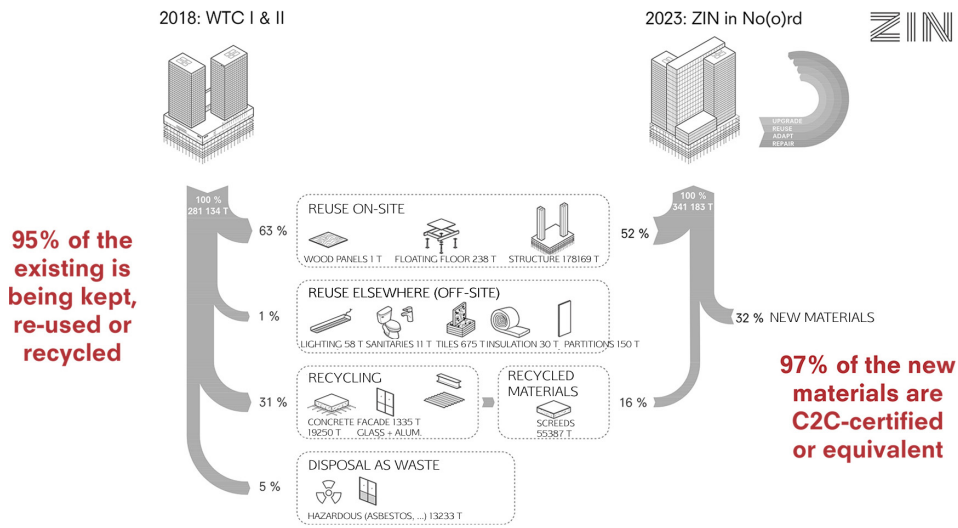 2018: WTC I & II
2023: ZIN in No(o)rd
ZIN
UPGRADE
REUSE
ADAPT
REPAIR
100 %
281 134 T
100 %
341 183 T
95% of the
existing is
being kept,
re-used or
recycled
63 %
REUSE ON-SITE
WOOD PANELS 1 T
FLOATING FLOOR 238 T
STRUCTURE 178169 T
52 %
1 %
REUSE ELSEWHERE (OFF-SITE)
LIGHTING 58 T
SANITARIES 11 T
TILES 675 T
INSULATION 30 T
PARTITIONS 150 T
32 % NEW MATERIALS
31 %
RECYCLING
CONCRETE
19250 T
FACADE 1335 T
GLASS + ALUM.
RECYCLED
MATERIALS
SCREEDS
55387 T
16 %
97% of the new
materials are
C2C-certified
or equivalent
5 %
DISPOSAL AS WASTE
HAZARDOUS (ASBESTOS, ...) 13233 T